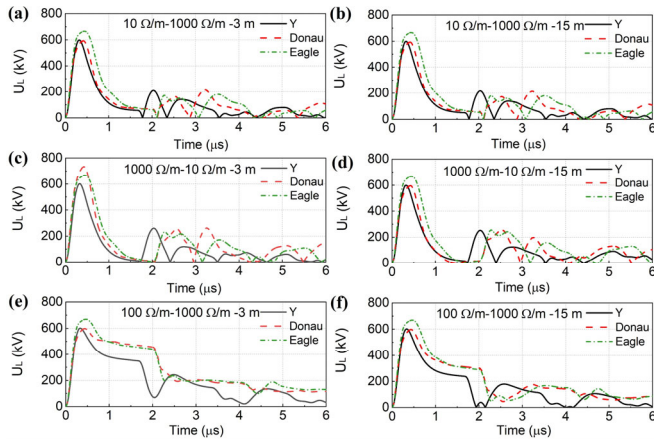 (a)
10 Ω/m-1000 Ω/m -3 m
Y
Donau
Eagle
U_L (kV)
800
600
400
200
0
0 1 2 3 4 5 6
Time (μs)
(b)
10 Ω/m-1000 Ω/m -15 m
Y
Donau
Eagle
U_L (kV)
800
600
400
200
0
0 1 2 3 4 5 6
Time (μs)
(c)
1000 Ω/m-10 Ω/m -3 m
Y
Donau
Eagle
U_L (kV)
800
600
400
200
0
0 1 2 3 4 5 6
Time (μs)
(d)
1000 Ω/m-10 Ω/m -15 m
Y
Donau
Eagle
U_L (kV)
800
600
400
200
0
0 1 2 3 4 5 6
Time (μs)
(e)
100 Ω/m-1000 Ω/m -3 m
Y
Donau
Eagle
U_L (kV)
800
600
400
200
0
0 1 2 3 4 5 6
Time (μs)
(f)
100 Ω/m-1000 Ω/m -15 m
Y
Donau
Eagle
U_L (kV)
800
600
400
200
0
0 1 2 3 4 5 6
Time (μs)